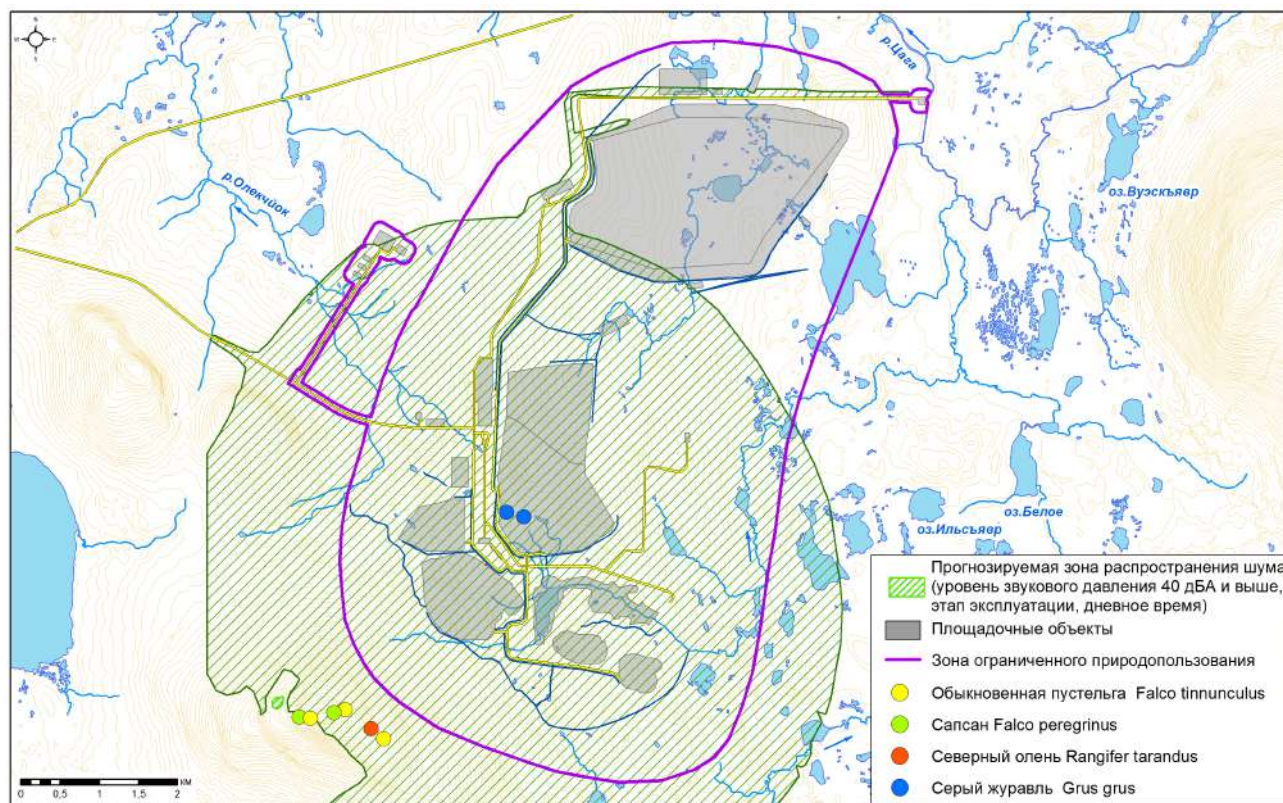 N
р.Цага
оз.Вуэскъявр
р.Олекчйок
оз.Белое
оз.Ильсъявр
Прогнозируемая зона распространения шума
(уровень звукового давления 40 дБА и выше,
этап эксплуатации, дневное время)
Площадочные объекты
Зона ограниченного природопользования
Обыкновенная пустельга Falco tinnunculus
Сапсан Falco peregrinus
Северный олень Rangifer tarandus
Серый журавль Grus grus
км
0 0,5 1 2